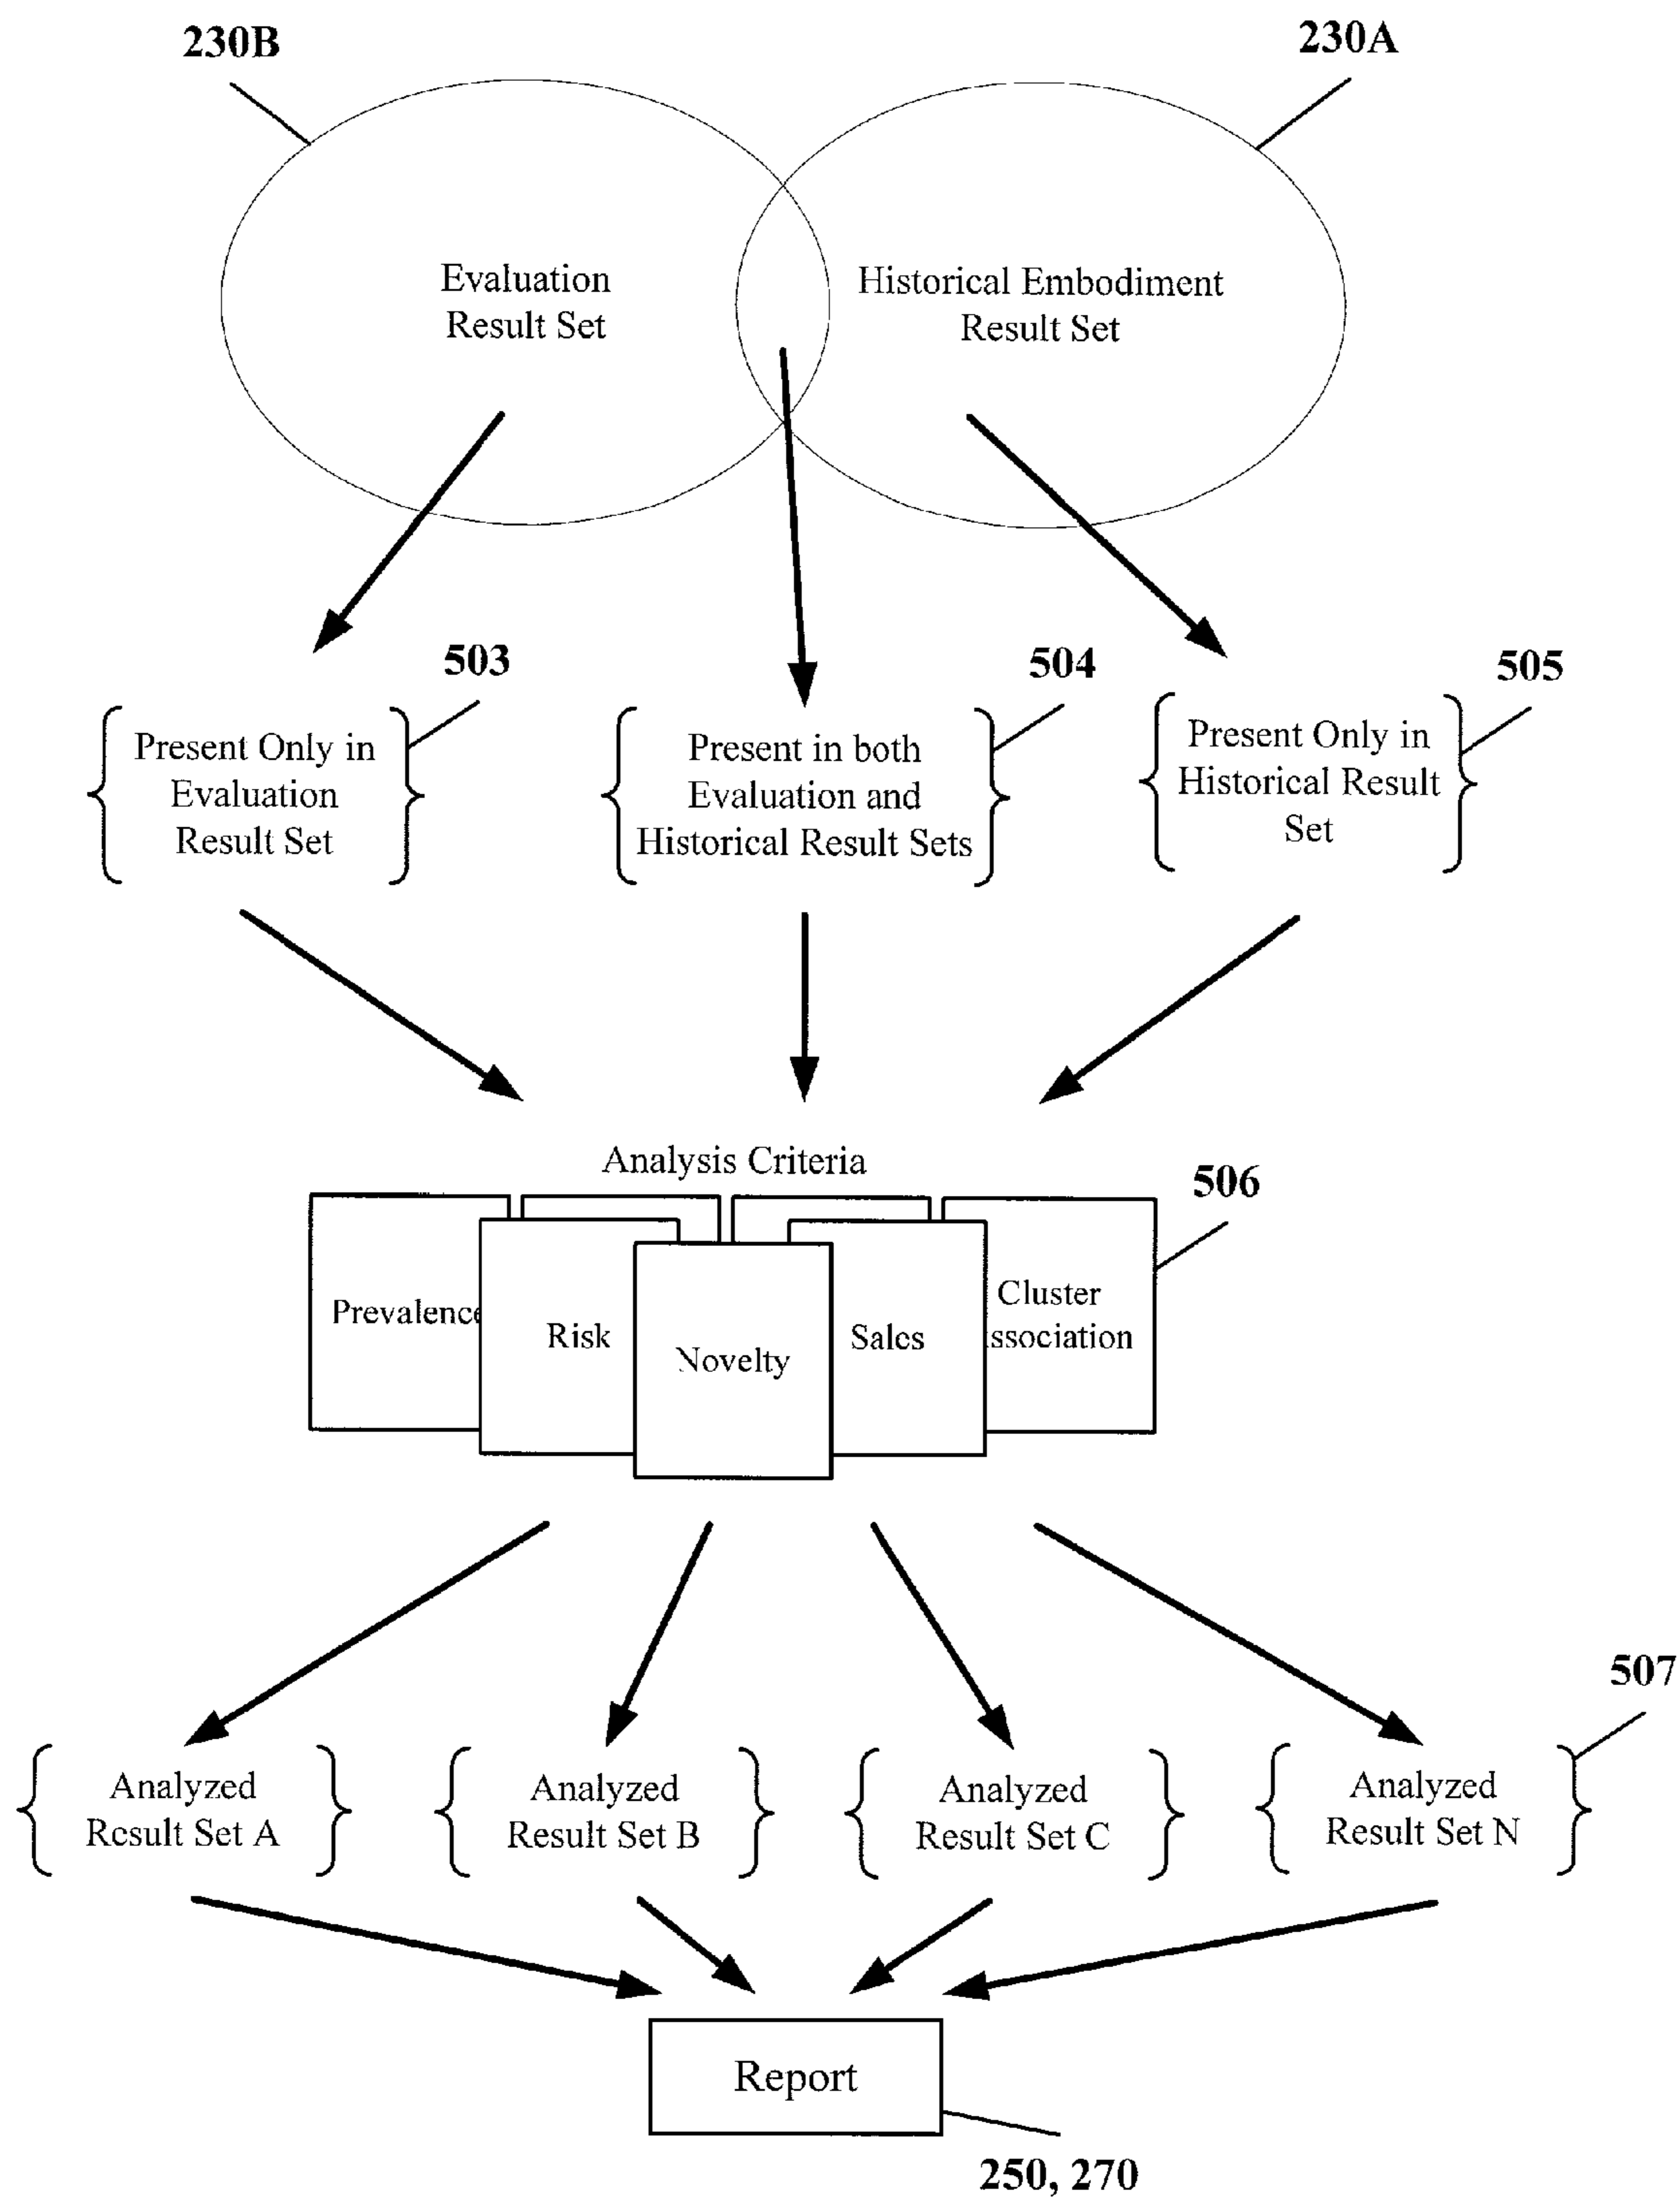 230B
230A
Evaluation
Result Set
Historical Embodiment
Result Set
503
504
505
Present Only in
Evaluation
Result Set
Present in both
Evaluation and
Historical Result Sets
Present Only in
Historical Result
Set
Analysis Criteria
506
Prevalence
Risk
Novelty
Sales
Cluster
ssociation
507
Analyzed
Result Set A
Analyzed
Result Set B
Analyzed
Result Set C
Analyzed
Result Set N
Report
250, 270